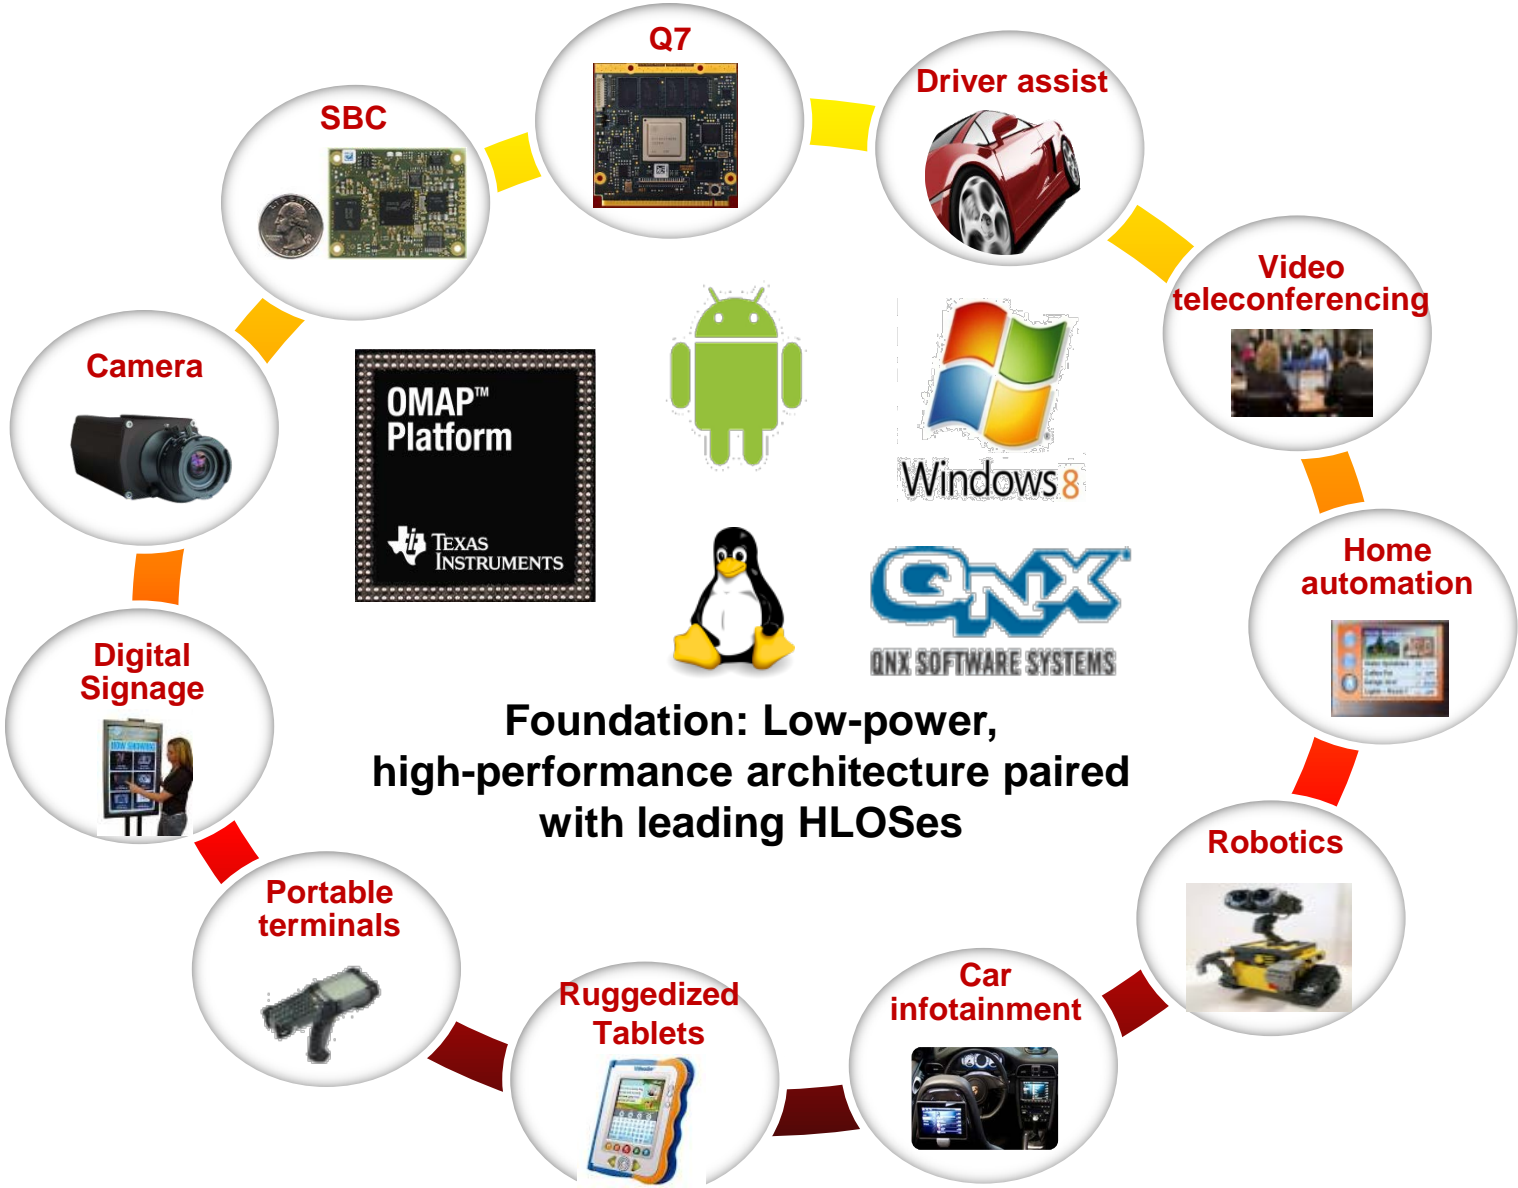 Q7
Driver assist
SBC
Video
teleconferencing
Camera
OMAP™
Platform
TEXAS
INSTRUMENTS
Windows 8
QNX
QNX SOFTWARE SYSTEMS
Home
automation
Digital
Signage
NOW SHOWING
Foundation: Low-power,
high-performance architecture paired
with leading HLOSes
Robotics
Portable
terminals
Car
infotainment
Ruggedized
Tablets